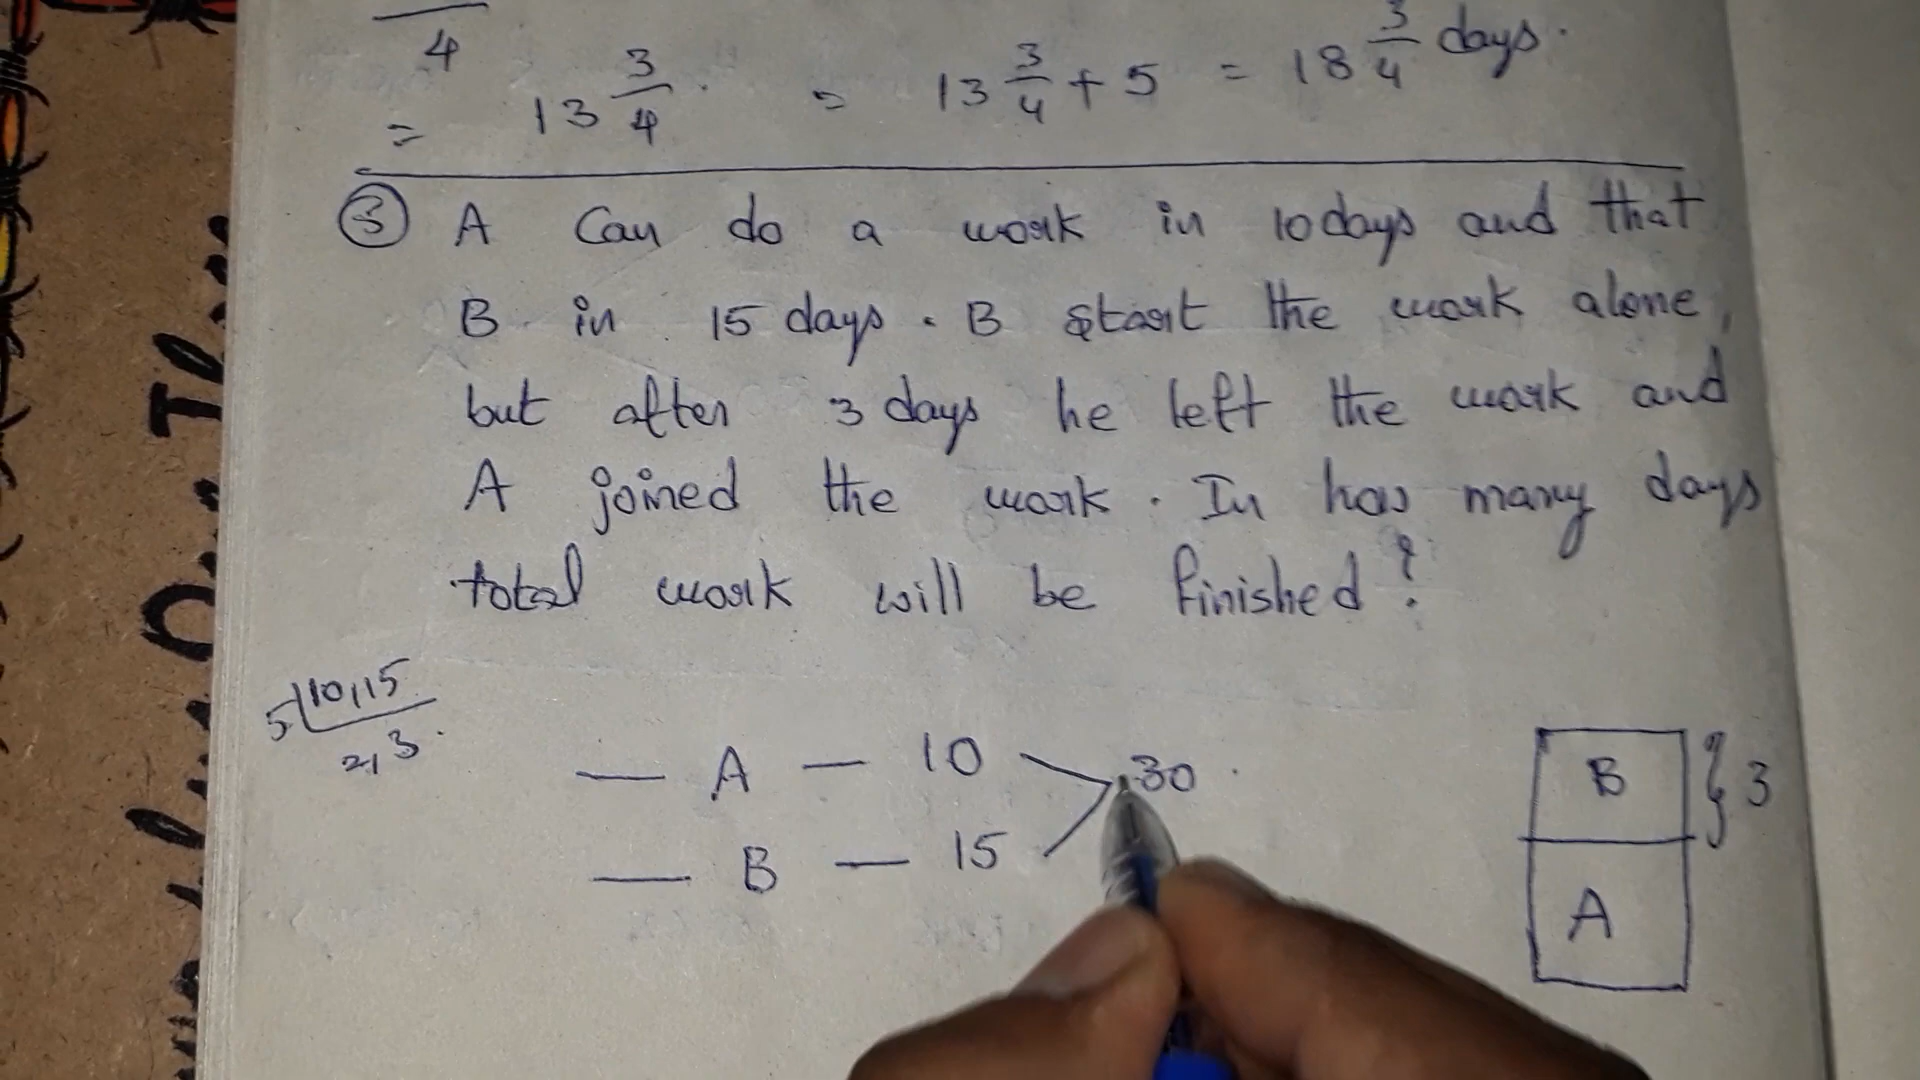 4
= 13 3/4 . = 13 3/4 + 5 = 18 3/4 days.
③ A Can do a work in 10days and that
B in 15 days. B start the work alone,
but after 3 days he left the work and
A joined the work. In how many days
total work will be finished?
5 | 10,15
2,3.
— A — 10
30
— B — 15
B } 3
A